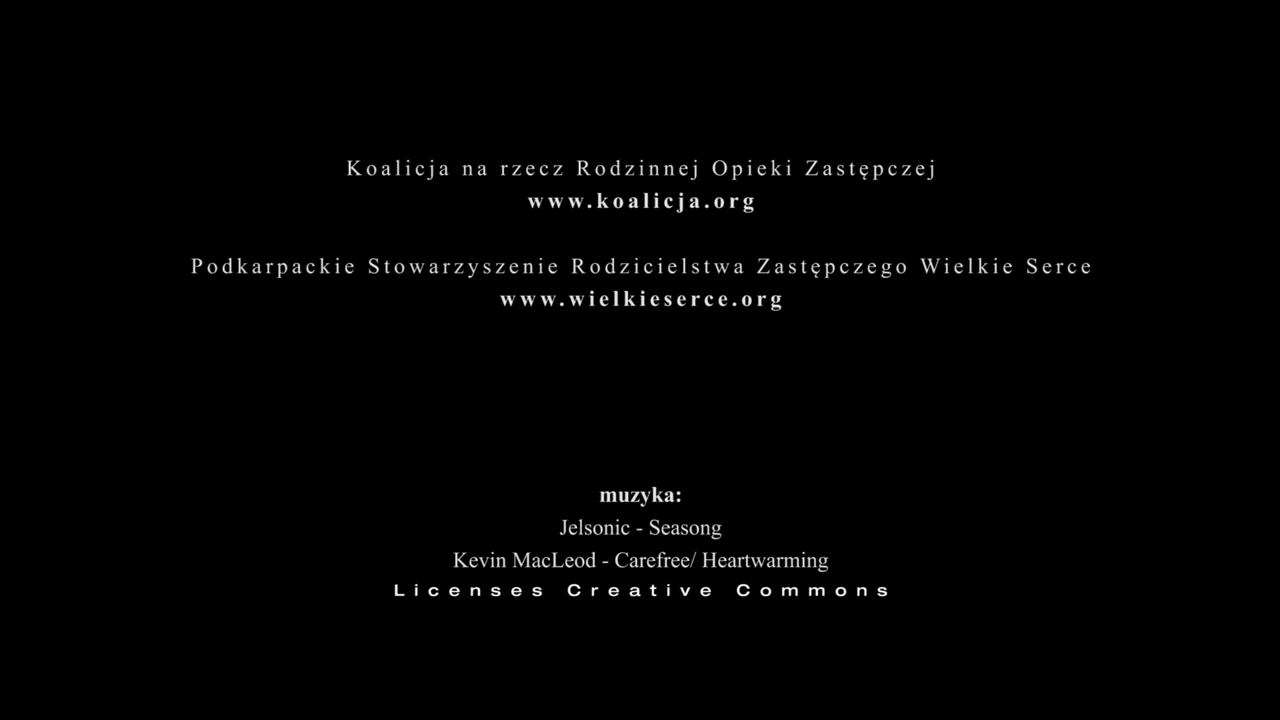 Koalicja na rzecz Rodzinnej Opieki Zastępczej
www.koalicja.org
Podkarpackie Stowarzyszenie Rodzicielstwa Zastępczego Wielkie Serce
www.wielkieserce.org
muzyka:
Jelsonic - Seasong
Kevin MacLeod - Carefree/ Heartwarming
Licenses Creative Commons